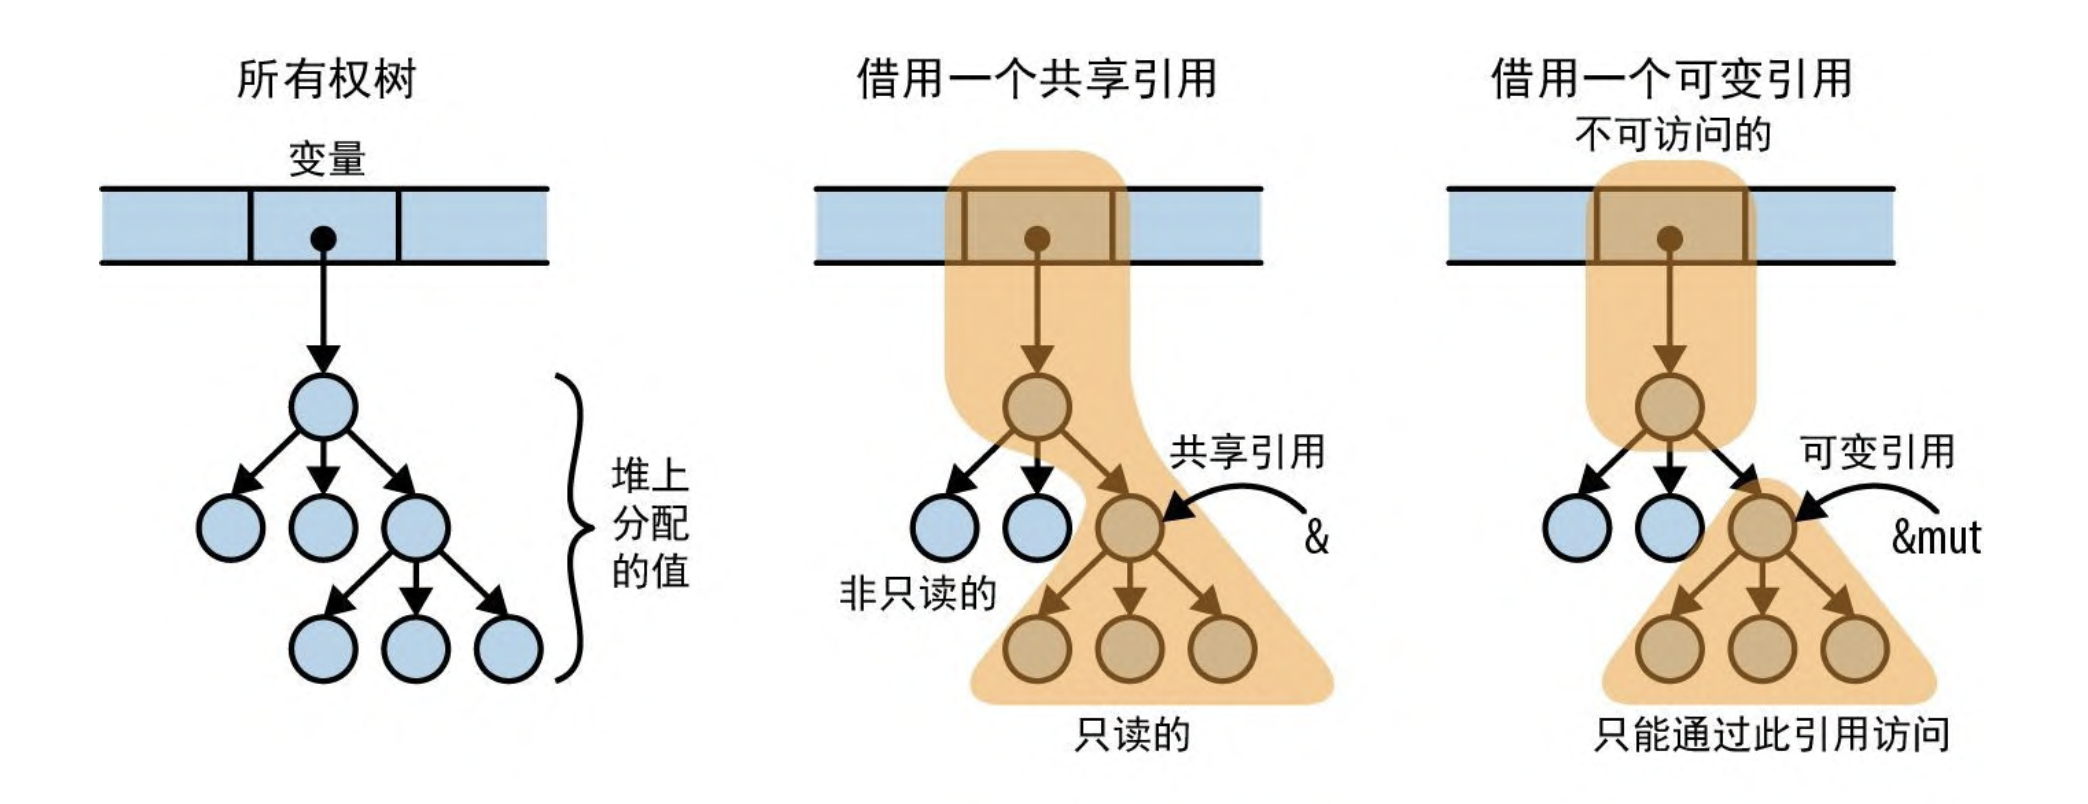 所有权树
变量
堆上
分配
的值
借用一个共享引用
共享引用
&
非只读的
只读的
借用一个可变引用
不可访问的
可变引用
&mut
只能通过此引用访问